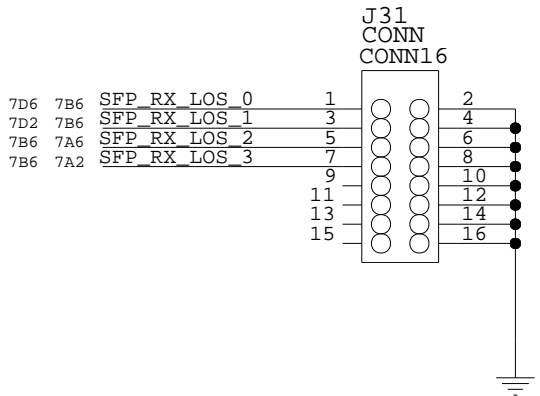 J31
CONN
CONN16
7D6 7B6 SFP_RX_LOS_0 1 2
7D2 7B6 SFP_RX_LOS_1 3 4
7B6 7A6 SFP_RX_LOS_2 5 6
7B6 7A2 SFP_RX_LOS_3 7 8
9 10
11 12
13 14
15 16